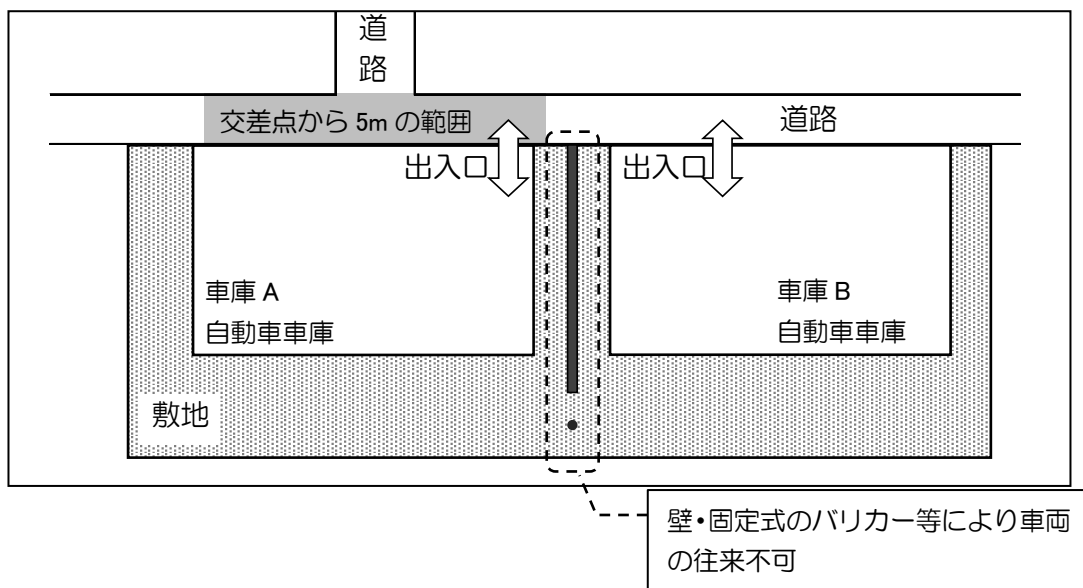 道
路
交差点から 5m の範囲
道路
出入口
出入口
車庫 A
自動車車庫
車庫 B
自動車車庫
敷地
壁・固定式のバリカー等により車両
の往来不可